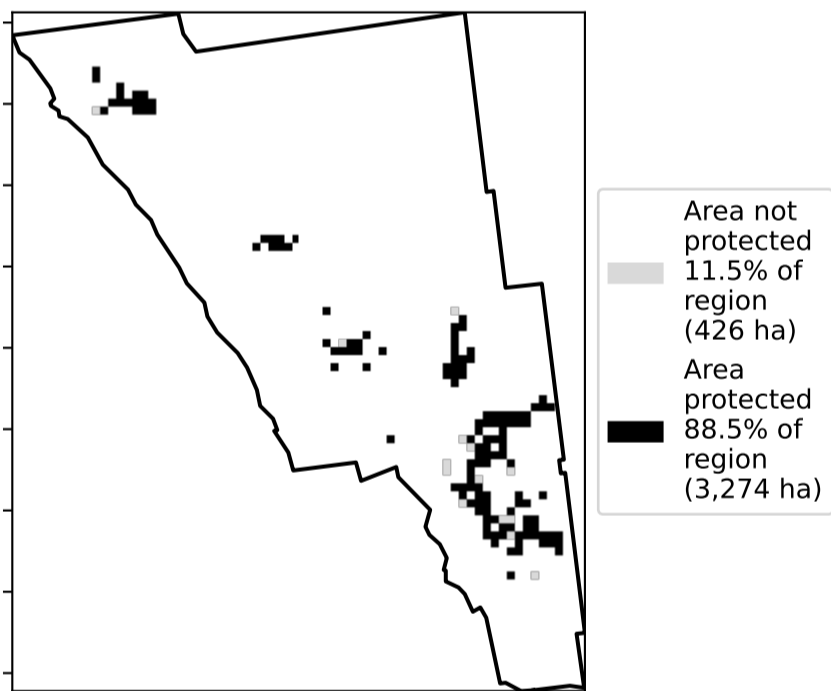 Area not
protected
11.5% of
region
(426 ha)
Area
protected
88.5% of
region
(3,274 ha)